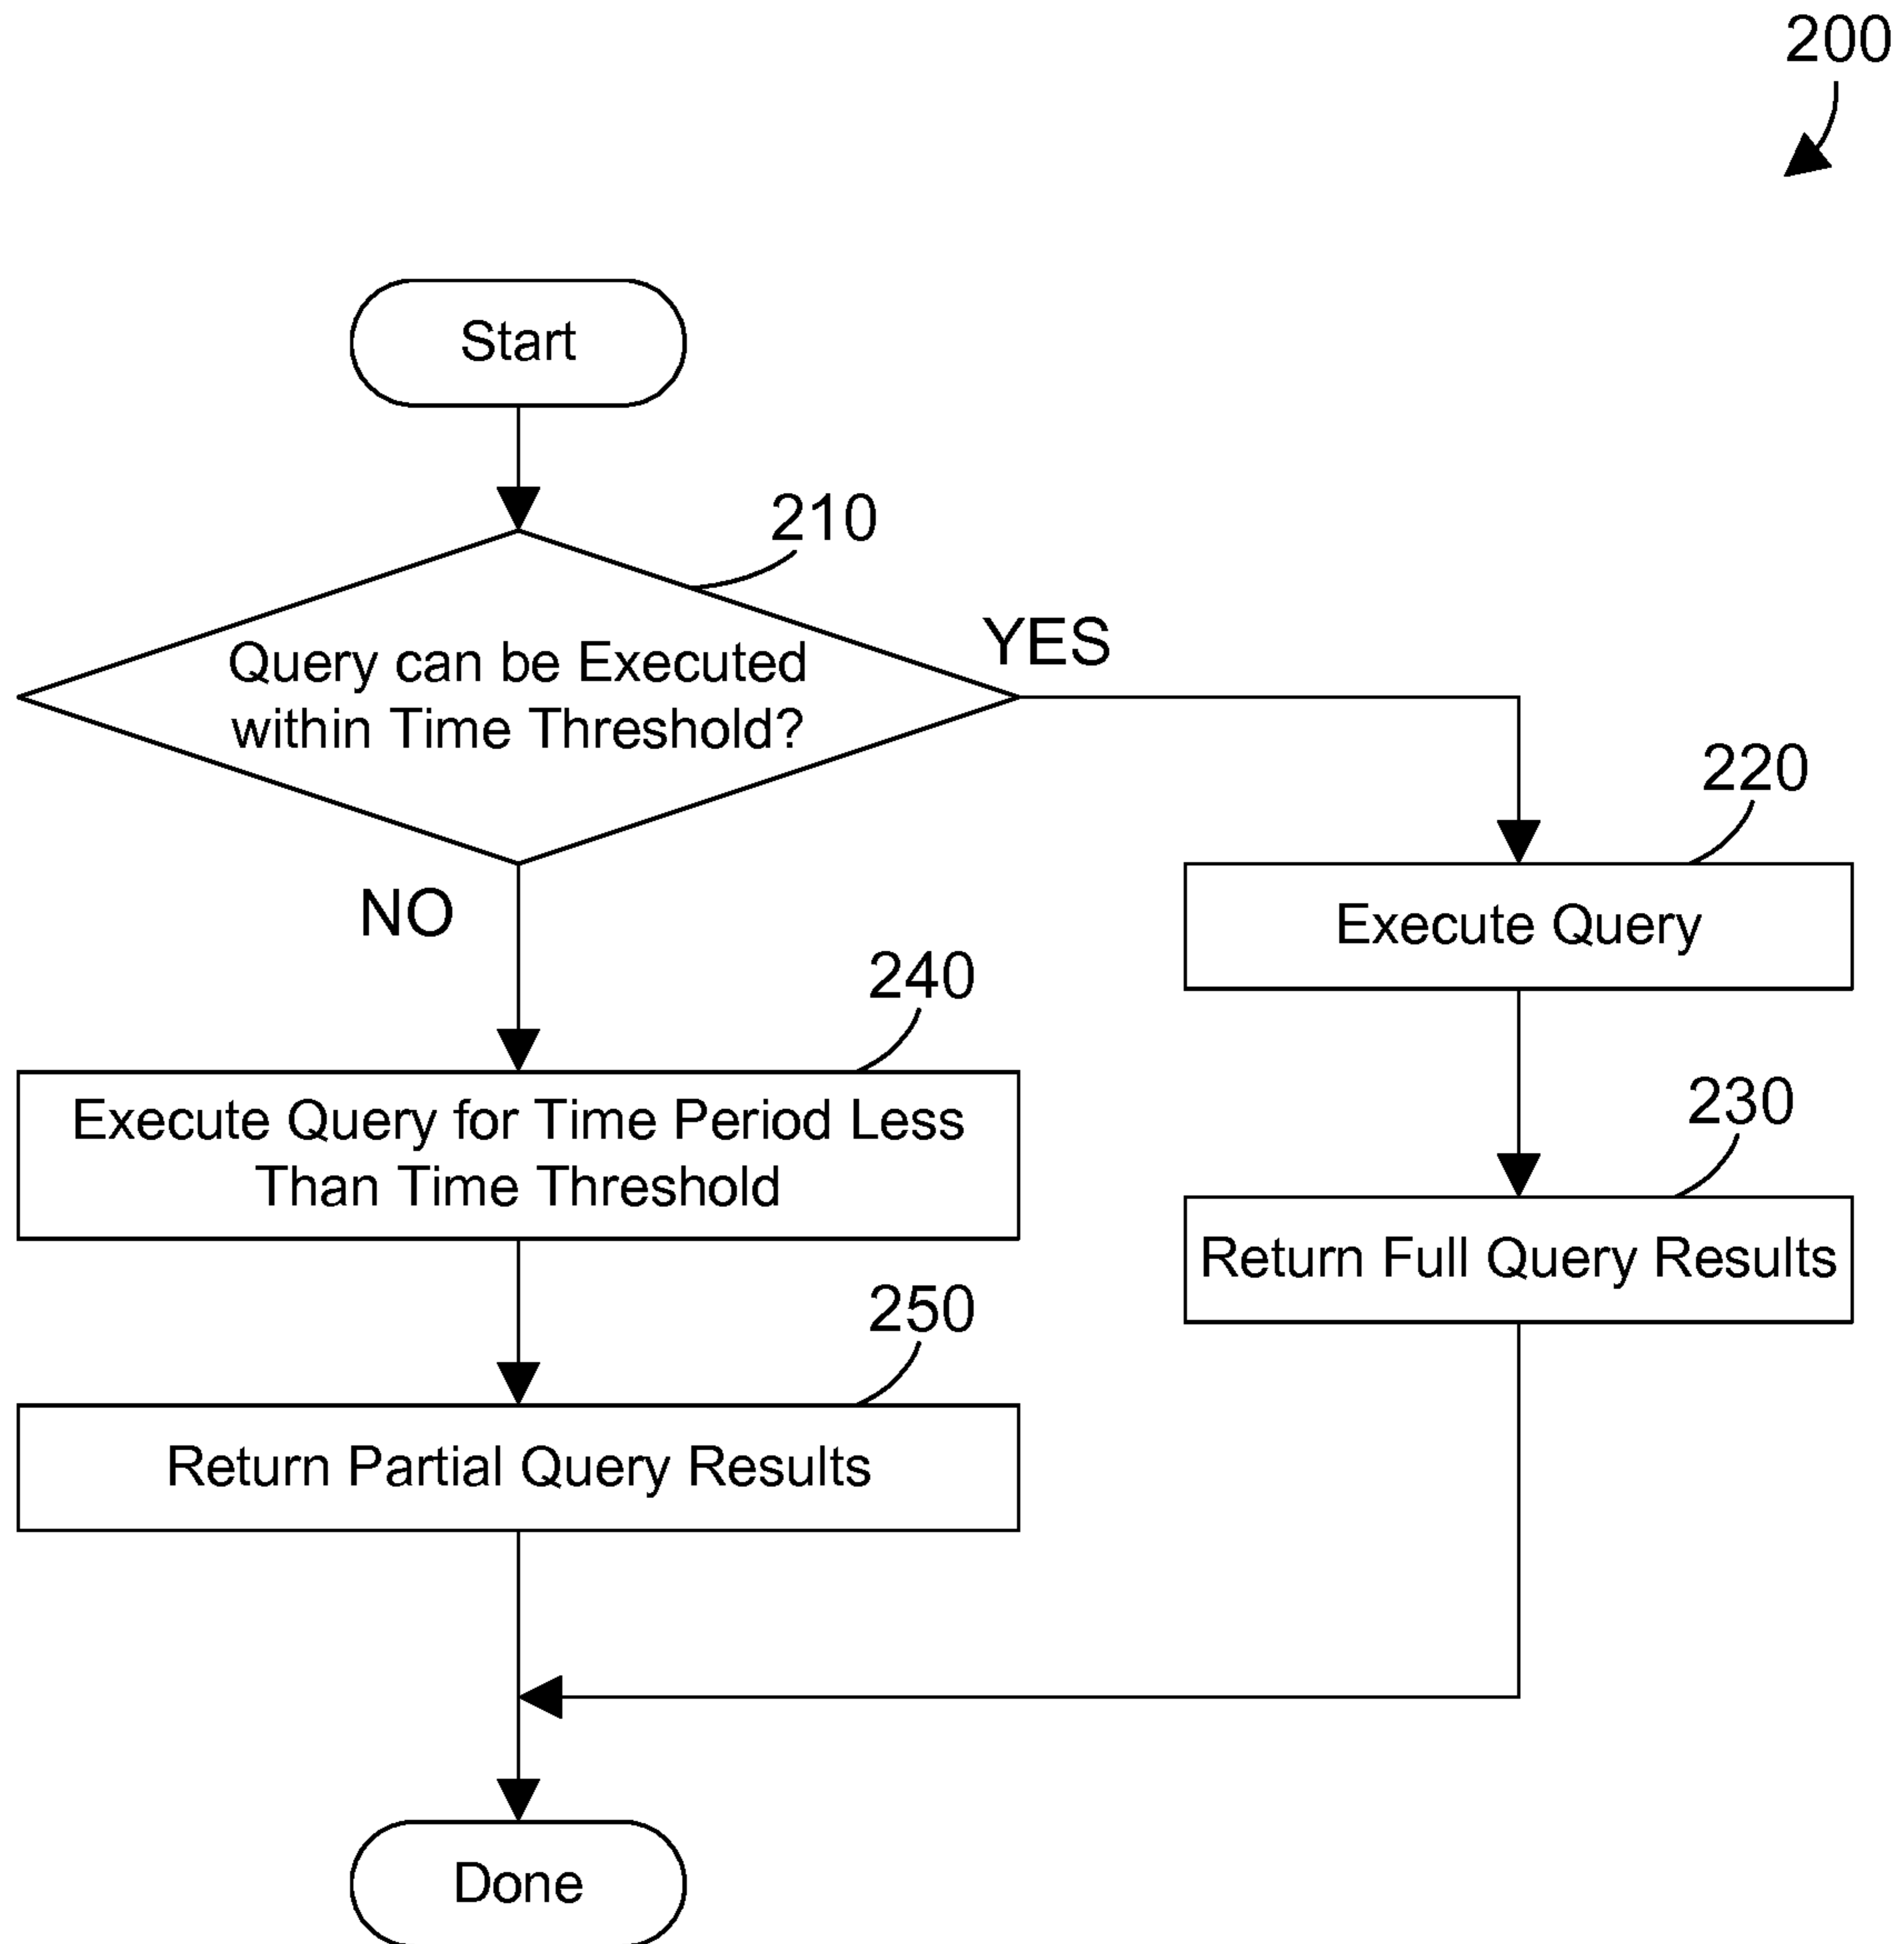 200
Start
210
Query can be Executed
within Time Threshold?
YES
NO
220
Execute Query
230
Return Full Query Results
240
Execute Query for Time Period Less
Than Time Threshold
250
Return Partial Query Results
Done